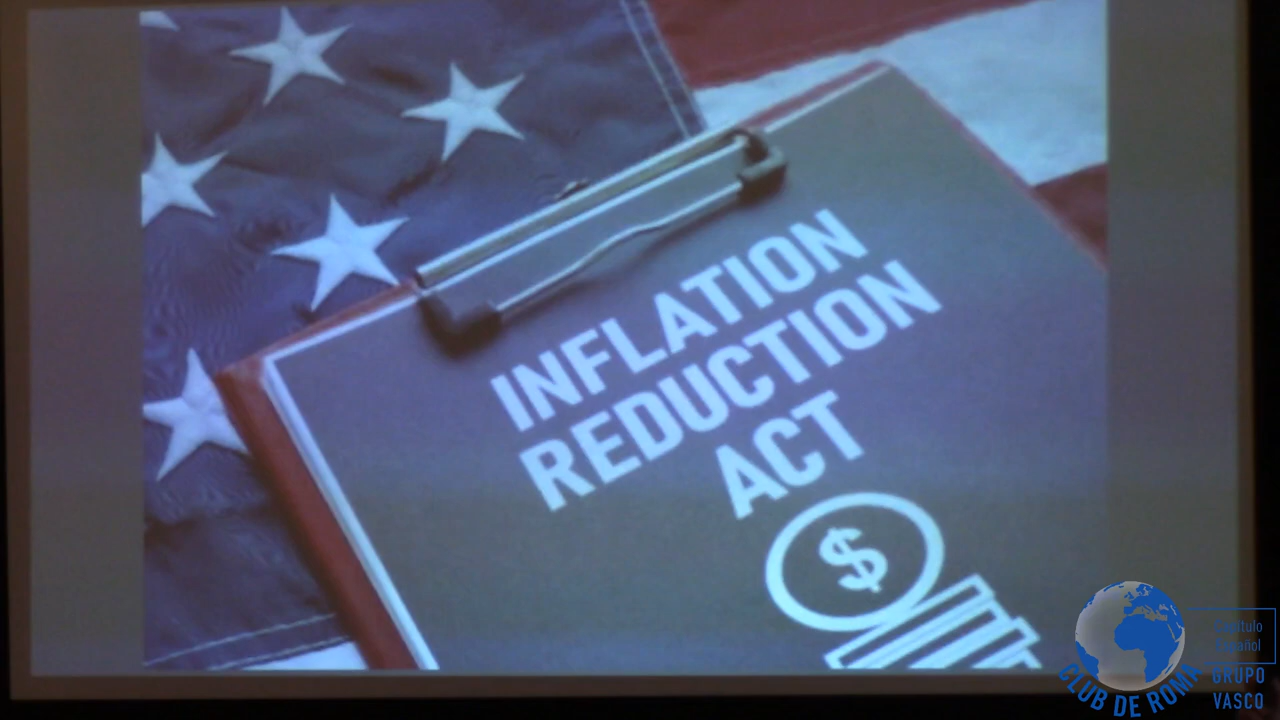 INFLATION
REDUCTION
ACT
$
CLUB DE ROMA
Capítulo
Español
GRUPO
VASCO